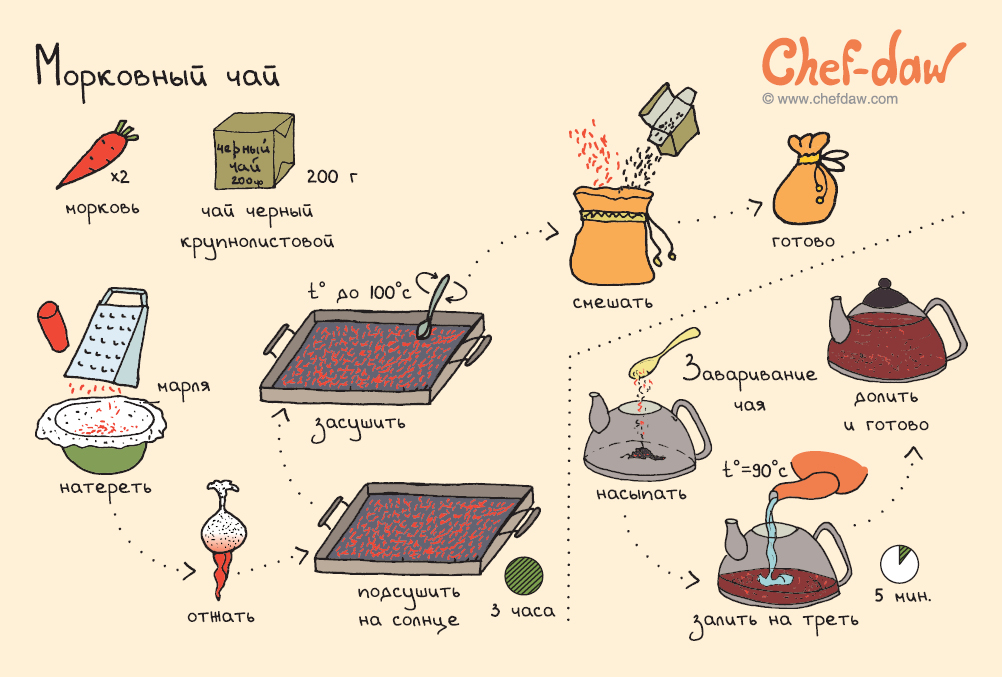 Морковный чай
Chef-daw
© www.chefdaw.com
x2
морковь
черный
чай
200гр
200 г
чай черный
крупнолистовой
марля
натереть
отжать
подсушить
на солнце
3 часа
t° до 100°c
засушить
смешать
готово
Заваривание
чая
насыпать
t°=90°c
залить на треть
5 мин.
долить
и готово